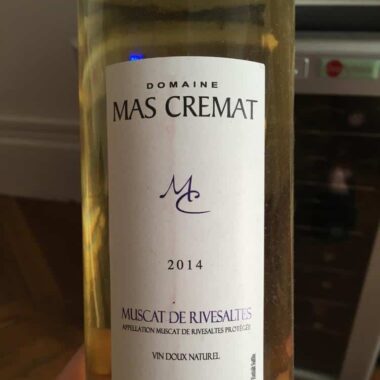 DOMAINE
MAS CREMAT
MC
2014
MUSCAT DE RIVESALTES
APPELLATION MUSCAT DE RIVESALTES PROTÉGÉE
VIN DOUX NATUREL